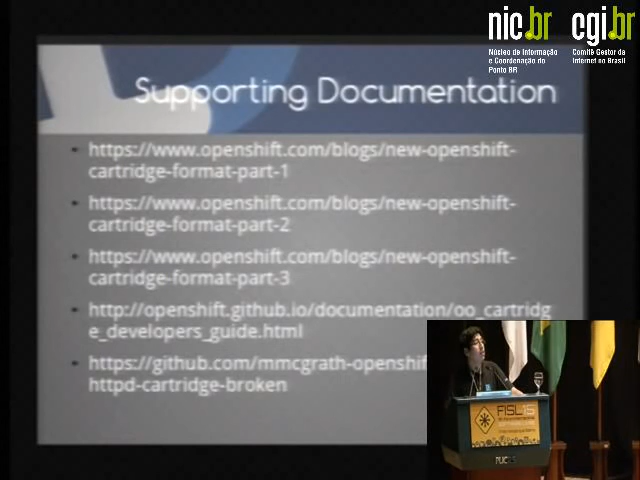 nic.br cgi.br
Núcleo de Informação
e Coordenação do
Ponto BR
Comitê Gestor da
Internet no Brasil
Supporting Documentation
https://www.openshift.com/blogs/new-openshift-
cartridge-format-part-1
https://www.openshift.com/blogs/new-openshift-
cartridge-format-part-2
https://www.openshift.com/blogs/new-openshift-
cartridge-format-part-3
http://openshift.github.io/documentation/oo_cartridg
e_developers_guide.html
https://github.com/mmcgrath-openshif
httpd-cartridge-broken
FISL15